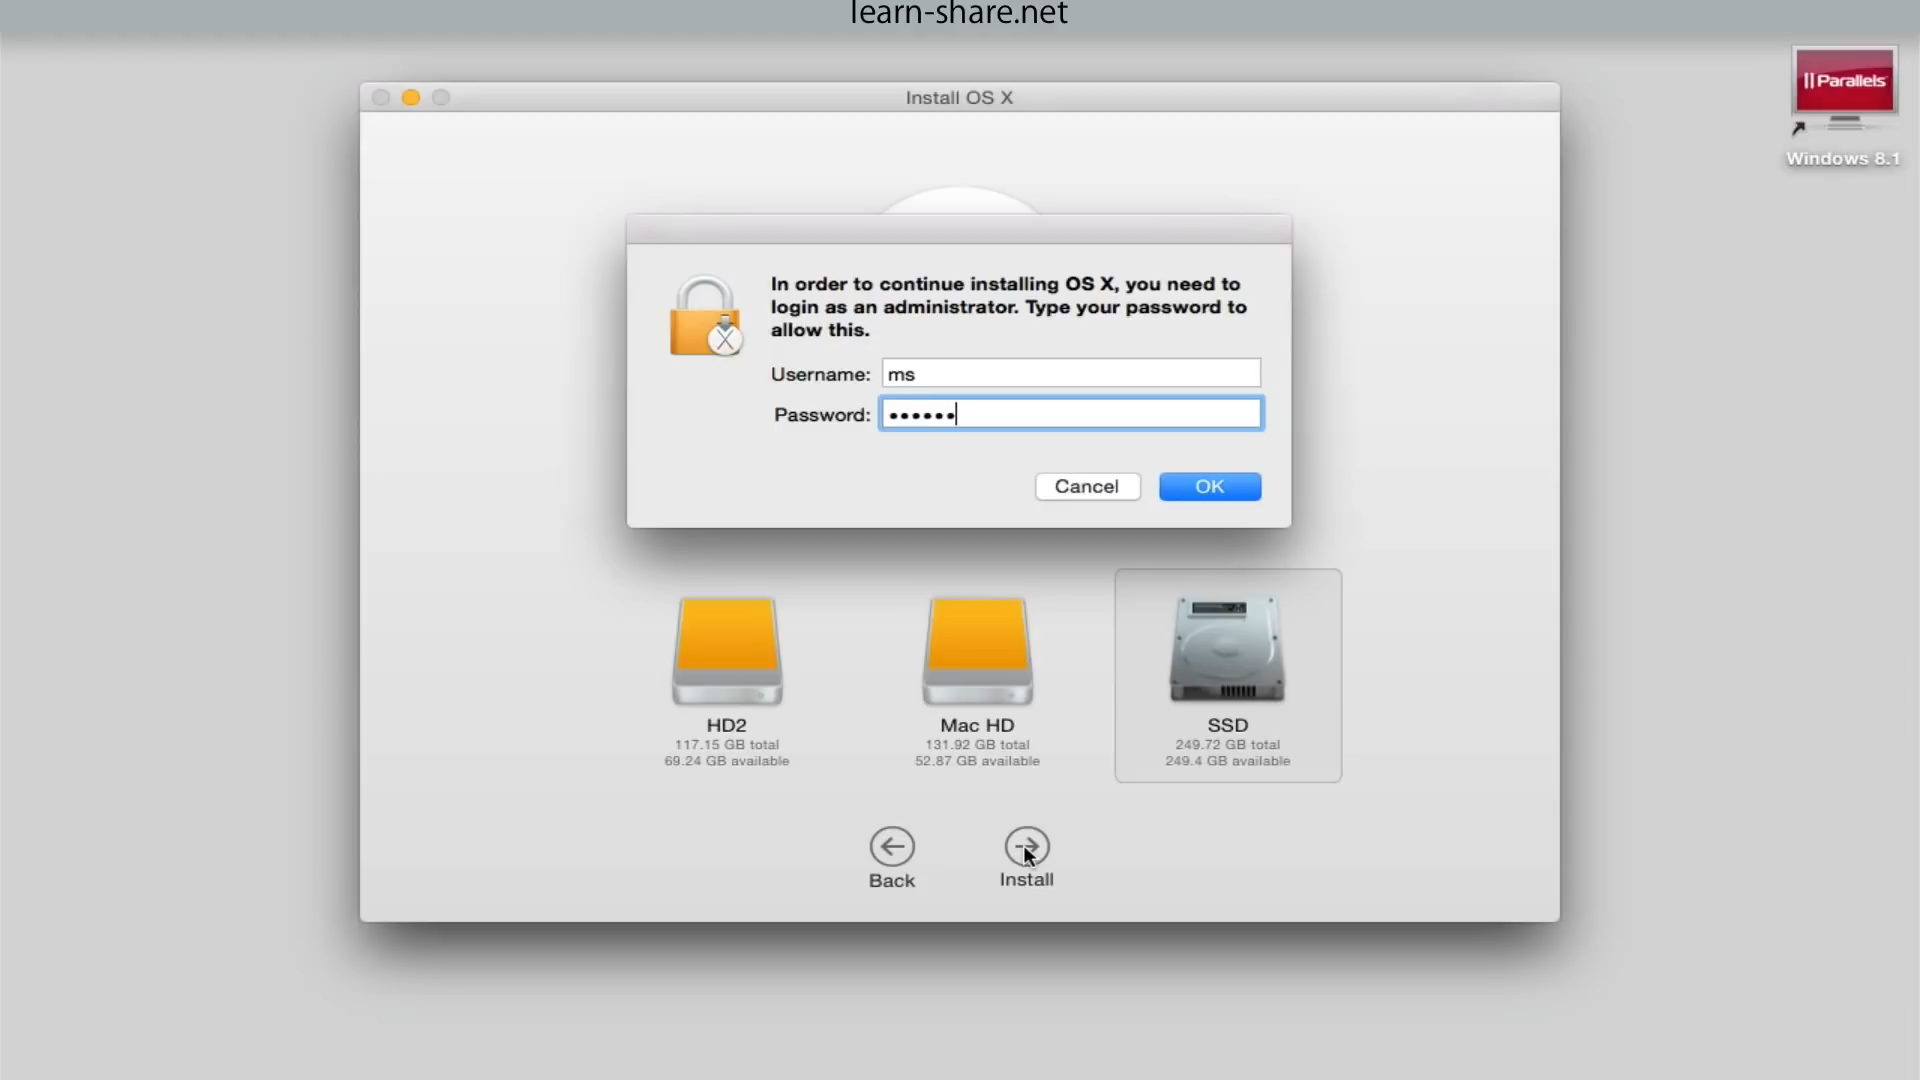 learn-share.net
Install OS X
Parallels
Windows 8.1
In order to continue installing OS X, you need to
login as an administrator. Type your password to
allow this.
Username: ms
Password: ••••••
Cancel
OK
HD2
117.15 GB total
69.24 GB available
Mac HD
131.92 GB total
52.87 GB available
SSD
249.72 GB total
249.4 GB available
Back
Install